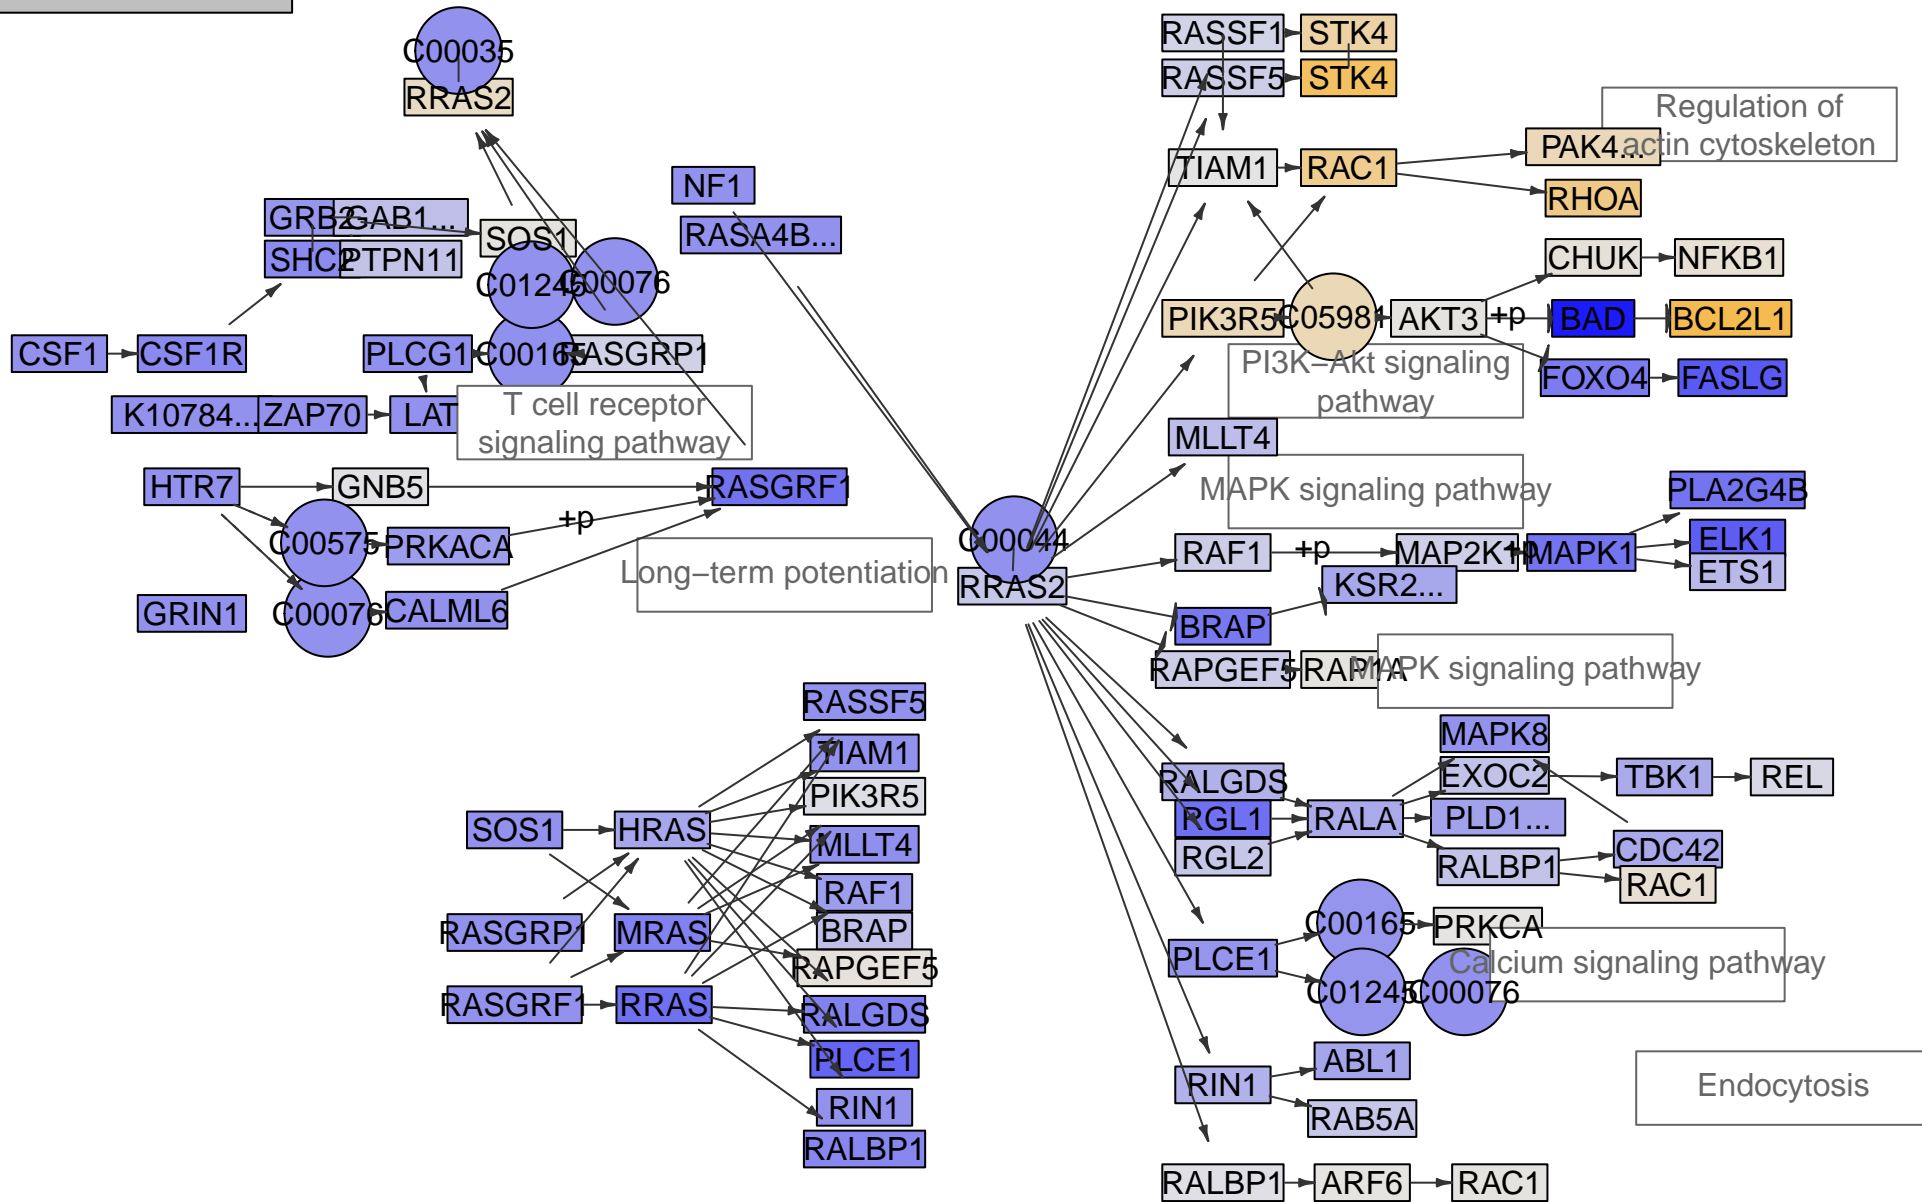 C00035
RRAS2
NF1
RASA4B...
GRB2
GAB1...
SHC2
PTPN11
SOS1
C01245
C00076
CSF1
CSF1R
PLCG1
C00165
RASGRP1
K10784...
ZAP70
LAT
T cell receptor
signaling pathway
HTR7
GNB5
RASGRF1
C00575
PRKACA
+p
GRIN1
C00076
CALML6
Long−term potentiation
C00044
RRAS2
RASSF1
STK4
RASSF5
STK4
Regulation of
actin cytoskeleton
TIAM1
RAC1
PAK4...
RHOA
CHUK
NFKB1
PIK3R5
C05981
AKT3
+p
BAD
BCL2L1
FOXO4
FASLG
PI3K−Akt signaling
pathway
MLLT4
MAPK signaling pathway
PLA2G4B
RAF1
+p
MAP2K1
+p
MAPK1
ELK1
ETS1
KSR2...
BRAP
RAPGEF5
RAP1A
MAPK signaling pathway
RASSF5
TIAM1
PIK3R5
SOS1
HRAS
MLLT4
RAF1
BRAP
RASGRP1
MRAS
RAPGEF5
RASGRF1
RRAS
RALGDS
PLCE1
RIN1
RALBP1
MAPK8
RALGDS
EXOC2
TBK1
REL
RGL1
RALA
PLD1...
RGL2
RALBP1
CDC42
RAC1
C00165
PRKCA
PLCE1
Calcium signaling pathway
C01245
C00076
RIN1
ABL1
RAB5A
Endocytosis
RALBP1
ARF6
RAC1